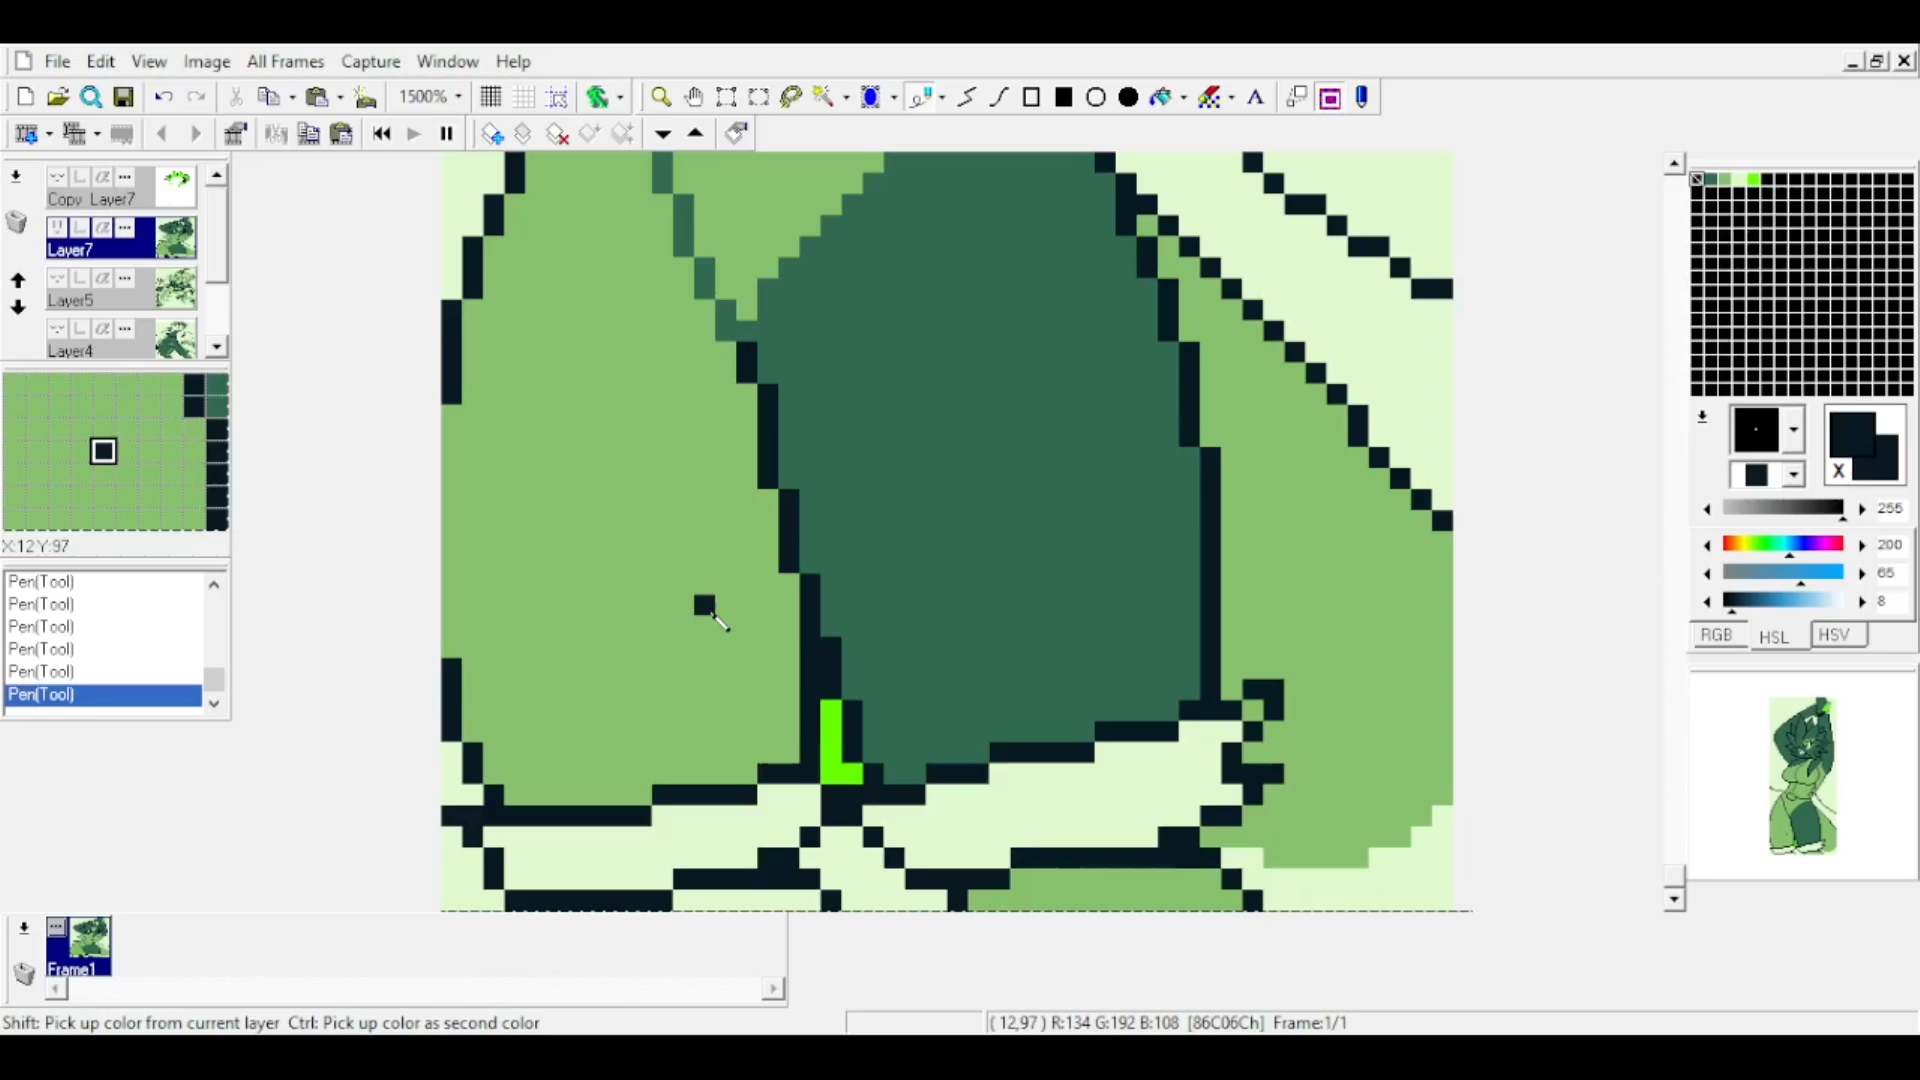 File Edit View Image All Frames Capture Window Help
1500%
Copy Layer7
Layer7
Layer5
Layer4
X:12 Y:97
Pen(Tool)
Pen(Tool)
Pen(Tool)
Pen(Tool)
Pen(Tool)
Pen(Tool)
X
255
200
65
8
RGB HSL HSV
Frame1
Shift: Pick up color from current layer Ctrl: Pick up color as second color
( 12,97 ) R:134 G:192 B:108 [86C06Ch] Frame:1/1